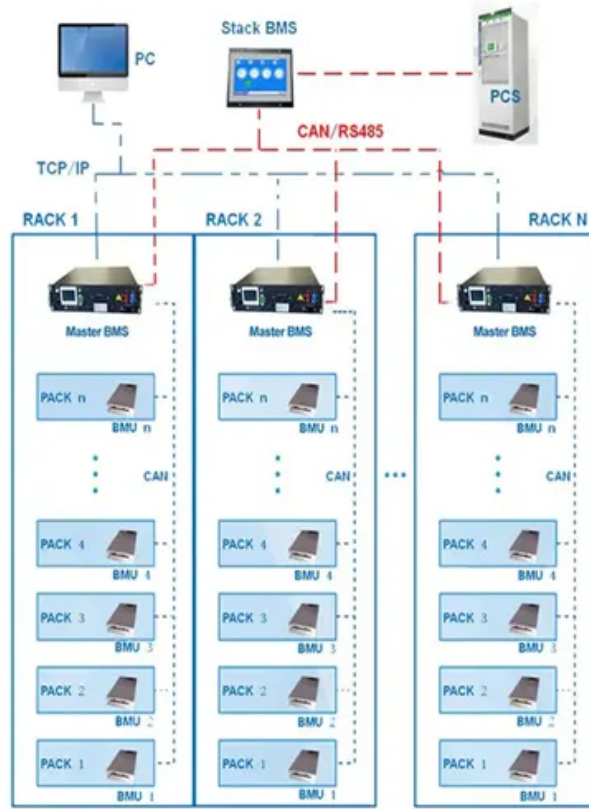 PC
Stack BMS
PCS
CAN/RS485
TCP/IP
RACK 1
RACK 2
RACK N
Master BMS
Master BMS
Master BMS
PACK n
BMU n
PACK n
BMU n
PACK n
BMU n
CAN
CAN
CAN
PACK 4
BMU 4
PACK 4
BMU 4
PACK 4
BMU 4
PACK 3
BMU 3
PACK 3
BMU 3
PACK 3
BMU 3
PACK 2
BMU 2
PACK 2
BMU 2
PACK 2
BMU 2
PACK 1
BMU 1
PACK 1
BMU 1
PACK 1
BMU 1